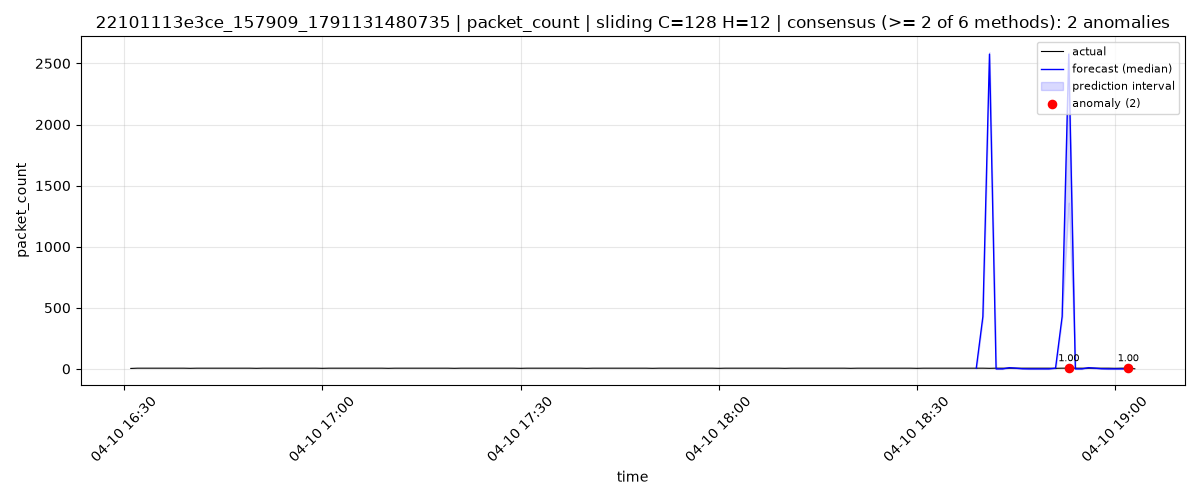 22101113e3ce_157909_1791131480735 | packet_count | sliding C=128 H=12 | consensus (>= 2 of 6 methods): 2 anomalies
actual
forecast (median)
prediction interval
anomaly (2)
2500
2000
1500
1000
500
0
packet_count
1.00
1.00
04-10 16:30
04-10 17:00
04-10 17:30
04-10 18:00
04-10 18:30
04-10 19:00
time